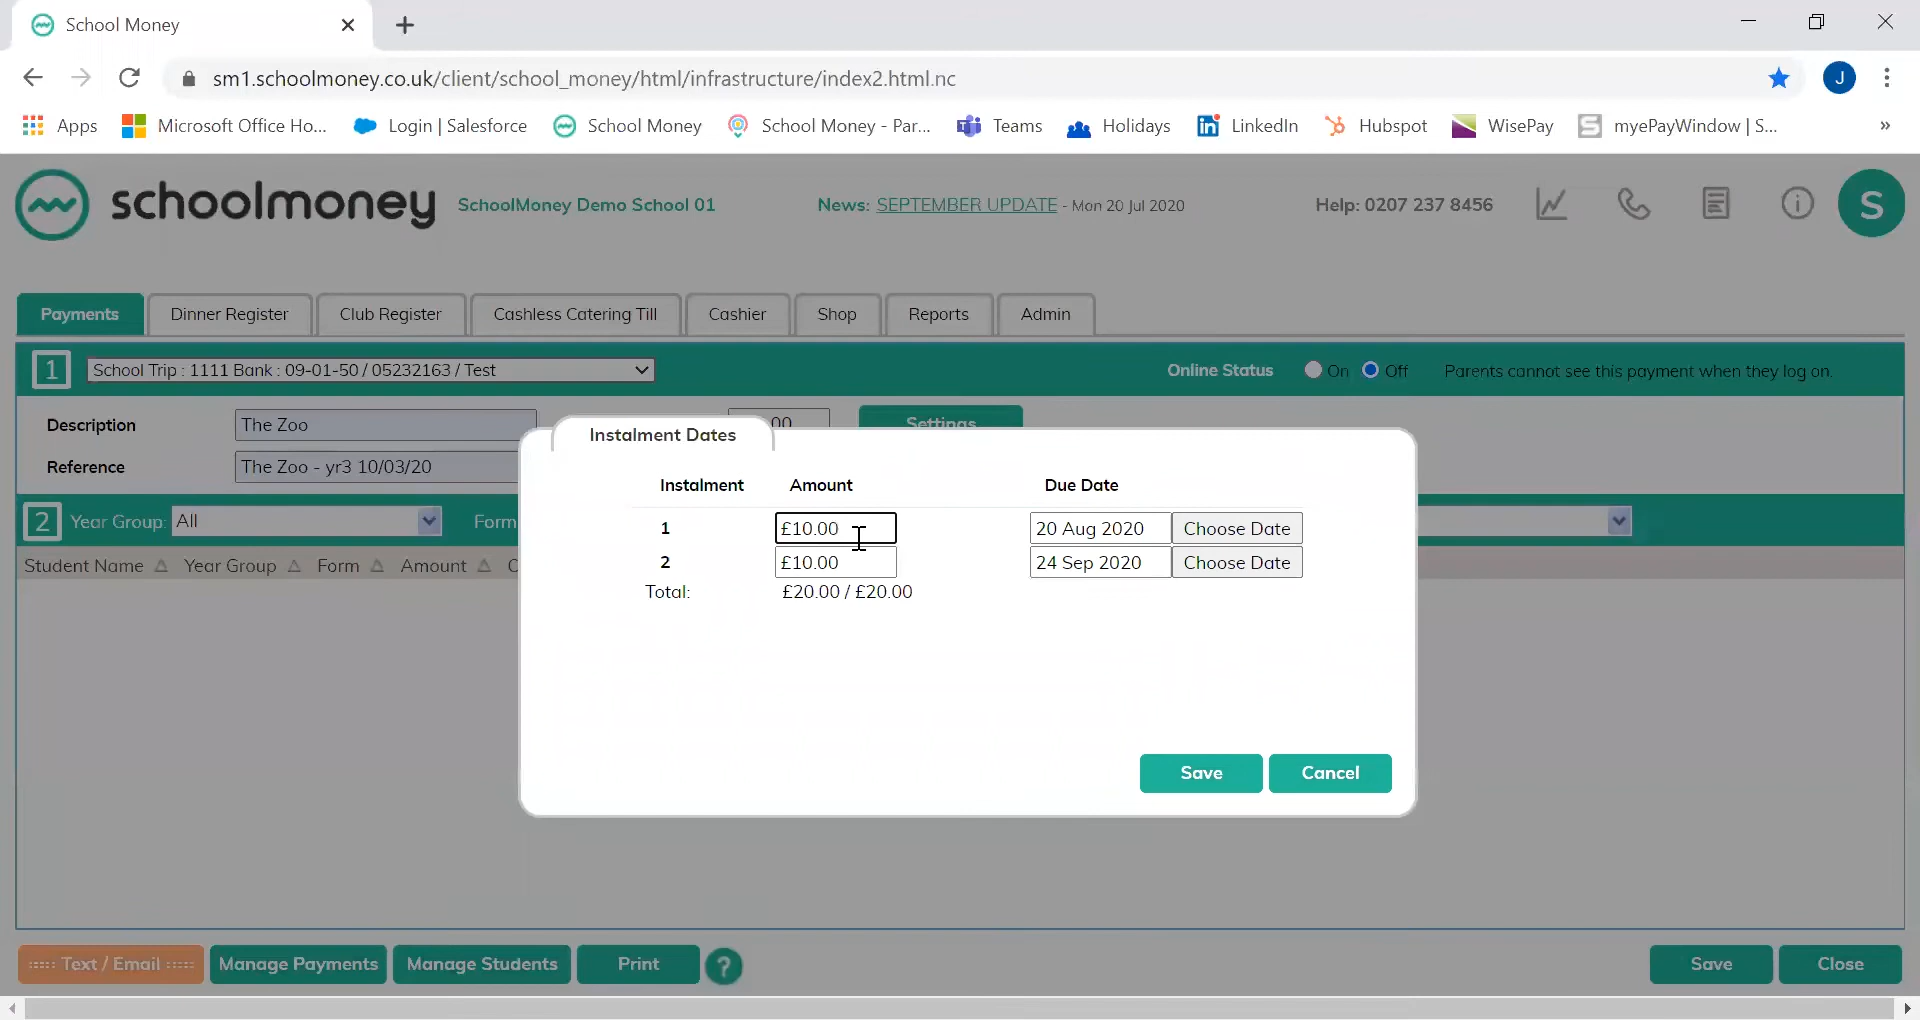 School Money
sm1.schoolmoney.co.uk/client/school_money/html/infrastructure/index2.html.nc
J
Apps Microsoft Office Ho... Login | Salesforce School Money School Money - Par... Teams Holidays LinkedIn Hubspot WisePay myePayWindow | S... »
schoolmoney SchoolMoney Demo School 01 News: SEPTEMBER UPDATE - Mon 20 Jul 2020 Help: 0207 237 8456 S
Payments Dinner Register Club Register Cashless Catering Till Cashier Shop Reports Admin
1 School Trip : 1111 Bank : 09-01-50 / 05232163 / Test Online Status On Off Parents cannot see this payment when they log on.
Description The Zoo .00 Settings
Instalment Dates
Reference The Zoo - yr3 10/03/20
Instalment Amount Due Date
2 Year Group: All Form
1 £10.00 20 Aug 2020 Choose Date
Student Name Year Group Form Amount
2 £10.00 24 Sep 2020 Choose Date
Total: £20.00 / £20.00
Save Cancel
Text / Email Manage Payments Manage Students Print ? Save Close